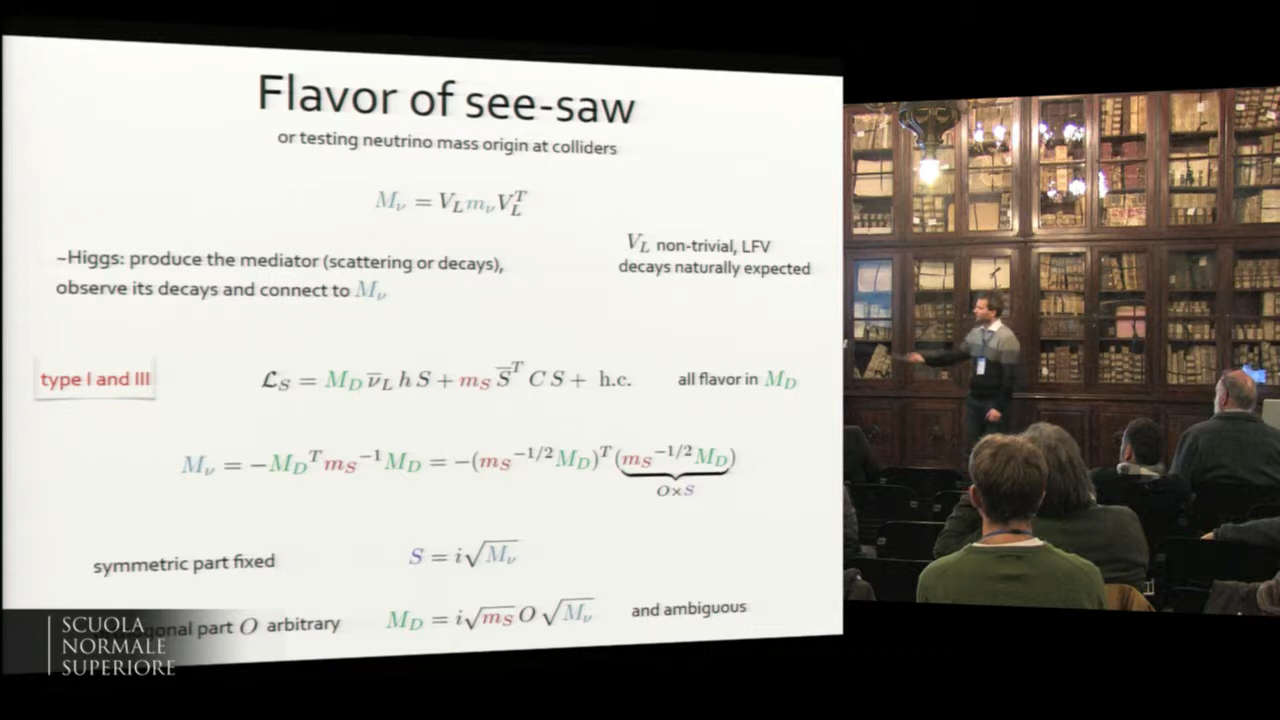 Flavor of see-saw
or testing neutrino mass origin at colliders
M_ν = V_L m_ν V_L^T
~Higgs: produce the mediator (scattering or decays),
observe its decays and connect to M_ν
V_L non-trivial, LFV
decays naturally expected
type I and III
𝓛_S = M_D ν̄_L h S + m_S S̄^T C S + h.c.
all flavor in M_D
M_ν = −M_D^T m_S^{−1} M_D = −(m_S^{−1/2} M_D)^T (m_S^{−1/2} M_D)
O×S
symmetric part fixed
S = i√M_ν
part O arbitrary
M_D = i√m_S O √M_ν
and ambiguous
SCUOLA
NORMALE
SUPERIORE